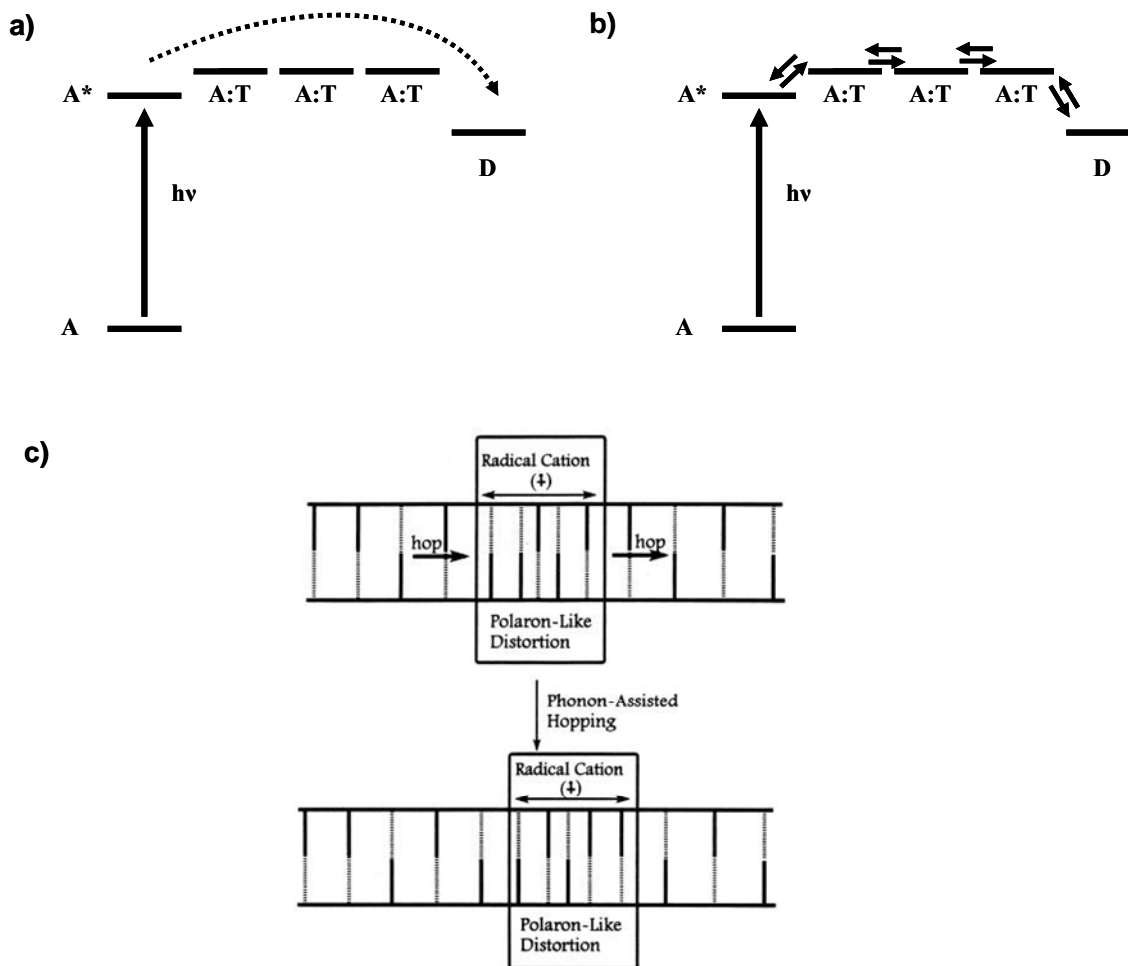 a)
A*
A:T
A:T
A:T
D
hν
A
b)
A*
A:T
A:T
A:T
D
hν
A
c)
Radical Cation
(⨥)
hop
hop
Polaron-Like
Distortion
Phonon-Assisted
Hopping
Radical Cation
(⨥)
Polaron-Like
Distortion